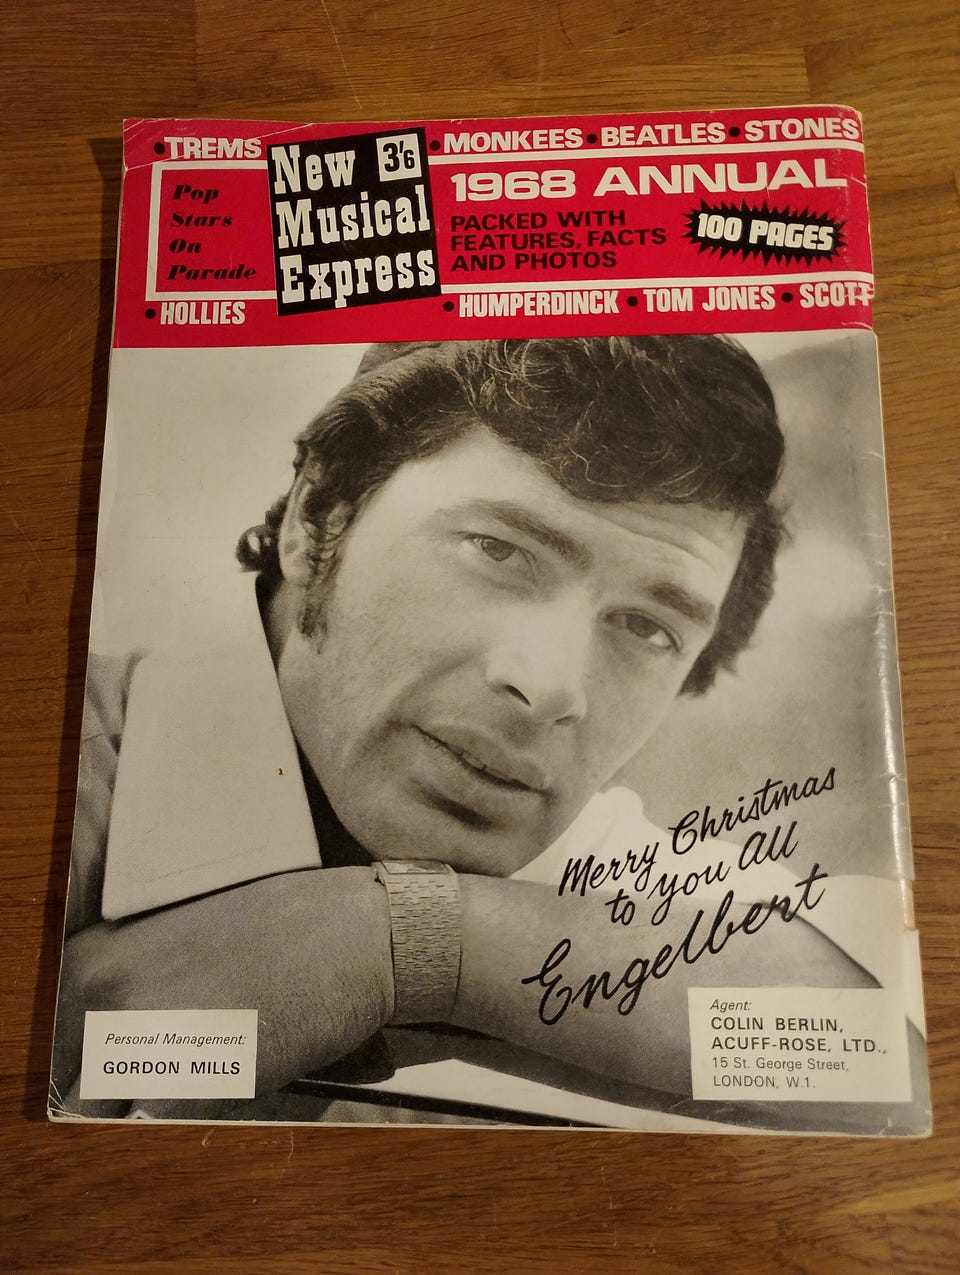 •TREMS
New Musical Express
3'6
•MONKEES•BEATLES•STONES
Pop
Stars
On
Parade
1968 ANNUAL
PACKED WITH
FEATURES, FACTS
AND PHOTOS
100 PAGES
•HOLLIES
•HUMPERDINCK •TOM JONES •SCOTT
Merry Christmas
to you all
Engelbert
Personal Management:
GORDON MILLS
Agent:
COLIN BERLIN,
ACUFF-ROSE, LTD.,
15 St. George Street,
LONDON, W.1.